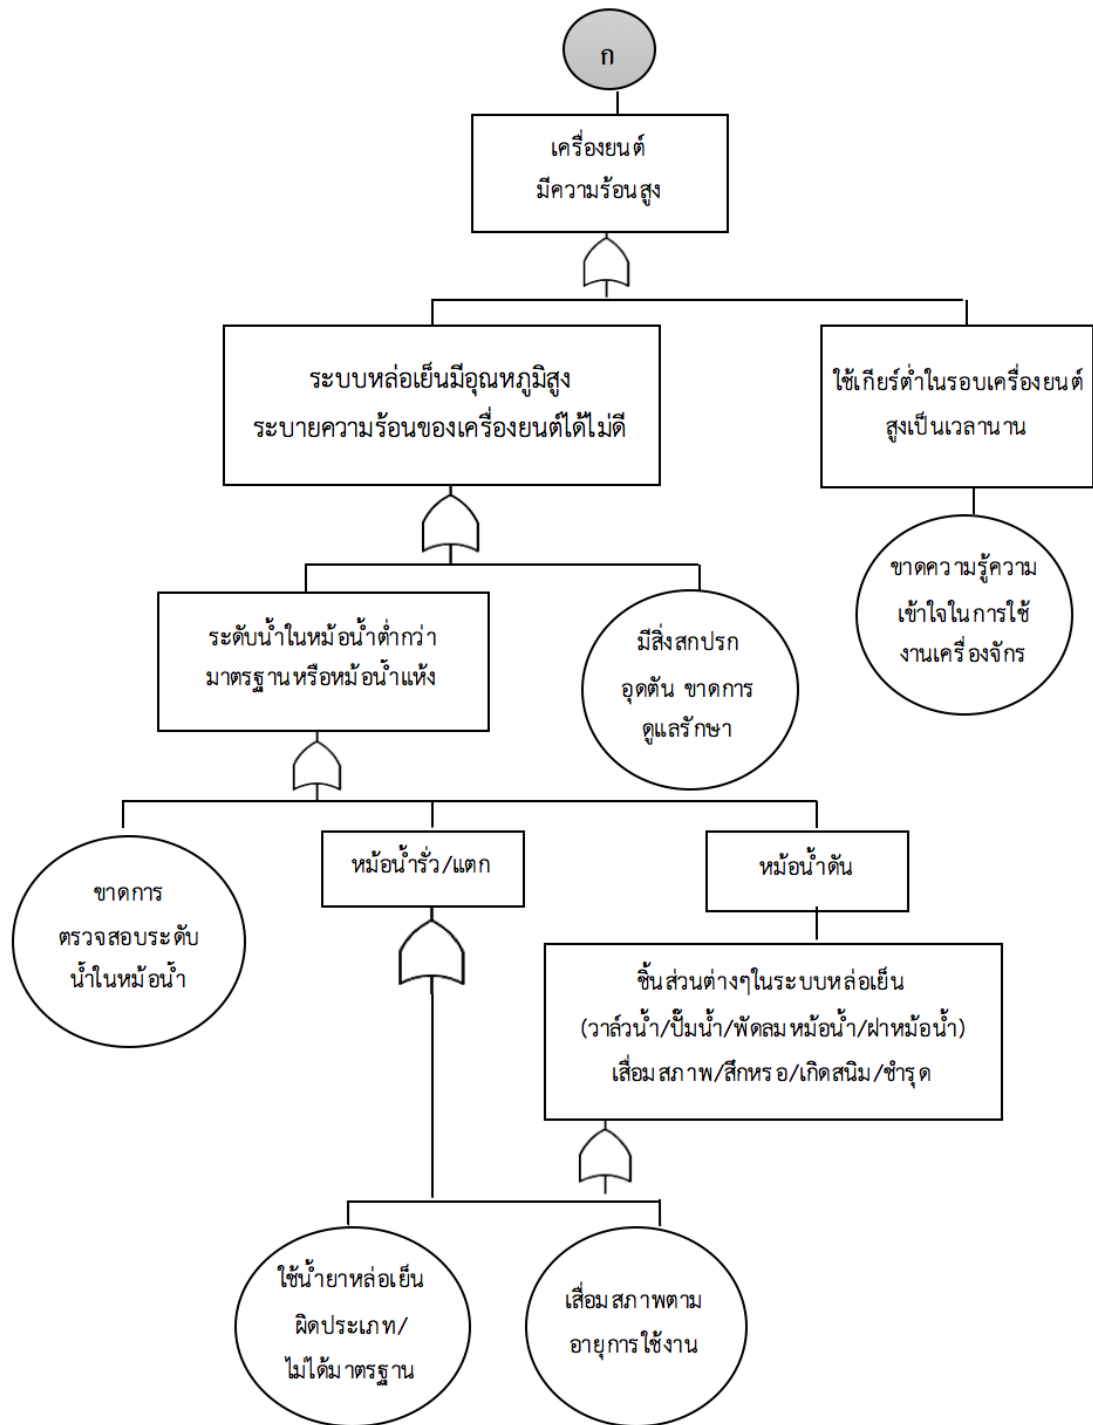 ก
เครื่องยนต์
มีความร้อนสูง
ระบบหล่อเย็นมีอุณหภูมิสูง
ระบายความร้อนของเครื่องยนต์ได้ไม่ดี
ใช้เกียร์ต่ำในรอบเครื่องยนต์
สูงเป็นเวลานาน
ขาดความรู้ความ
เข้าใจในการใช้
งานเครื่องจักร
ระดับน้ำในหม้อน้ำต่ำกว่า
มาตรฐานหรือหม้อน้ำแห้ง
มีสิ่งสกปรก
อุดตัน ขาดการ
ดูแลรักษา
ขาดการ
ตรวจสอบระดับ
น้ำในหม้อน้ำ
หม้อน้ำรั่ว/แตก
หม้อน้ำดัน
ชิ้นส่วนต่างๆในระบบหล่อเย็น
(วาล์วน้ำ/ปั๊มน้ำ/พัดลมหม้อน้ำ/ฝาหม้อน้ำ)
เสื่อมสภาพ/สึกหรอ/เกิดสนิม/ชำรุด
ใช้น้ำยาหล่อเย็น
ผิดประเภท/
ไม่ได้มาตรฐาน
เสื่อมสภาพตาม
อายุการใช้งาน